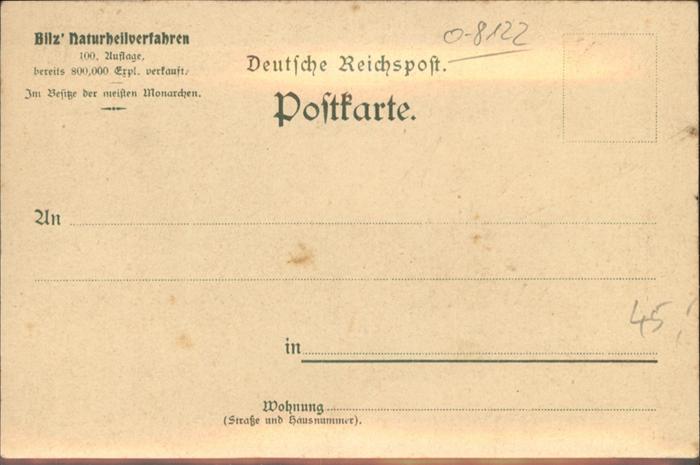 Bilz' Naturheilverfahren
100. Auflage,
bereits 800,000 Expl. verkauft.
Im Besitze der meisten Monarchen.
O-8122
Deutsche Reichspost.
Postkarte.
An
45,
in
Wohnung
(Straße und Hausnummer).